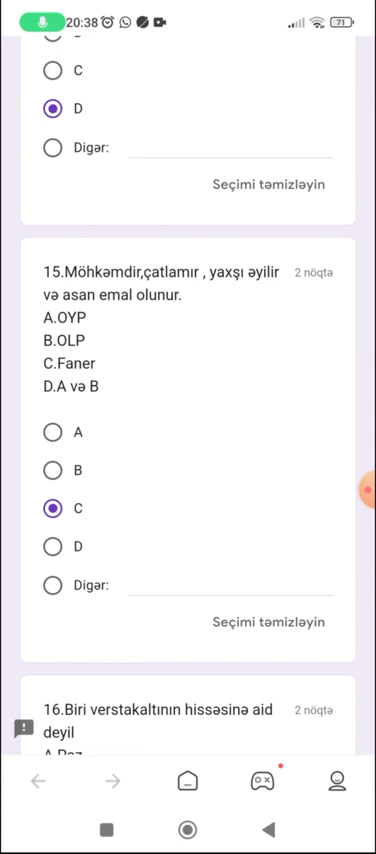 20:38
71
C
D
Digər:
Seçimi təmizləyin
15.Möhkəmdir,çatlamır , yaxşı əyilir 2 nöqtə
və asan emal olunur.
A.OYP
B.OLP
C.Faner
D.A və B
A
B
C
D
Digər:
Seçimi təmizləyin
16.Biri verstakaltının hissəsinə aid 2 nöqtə
deyil